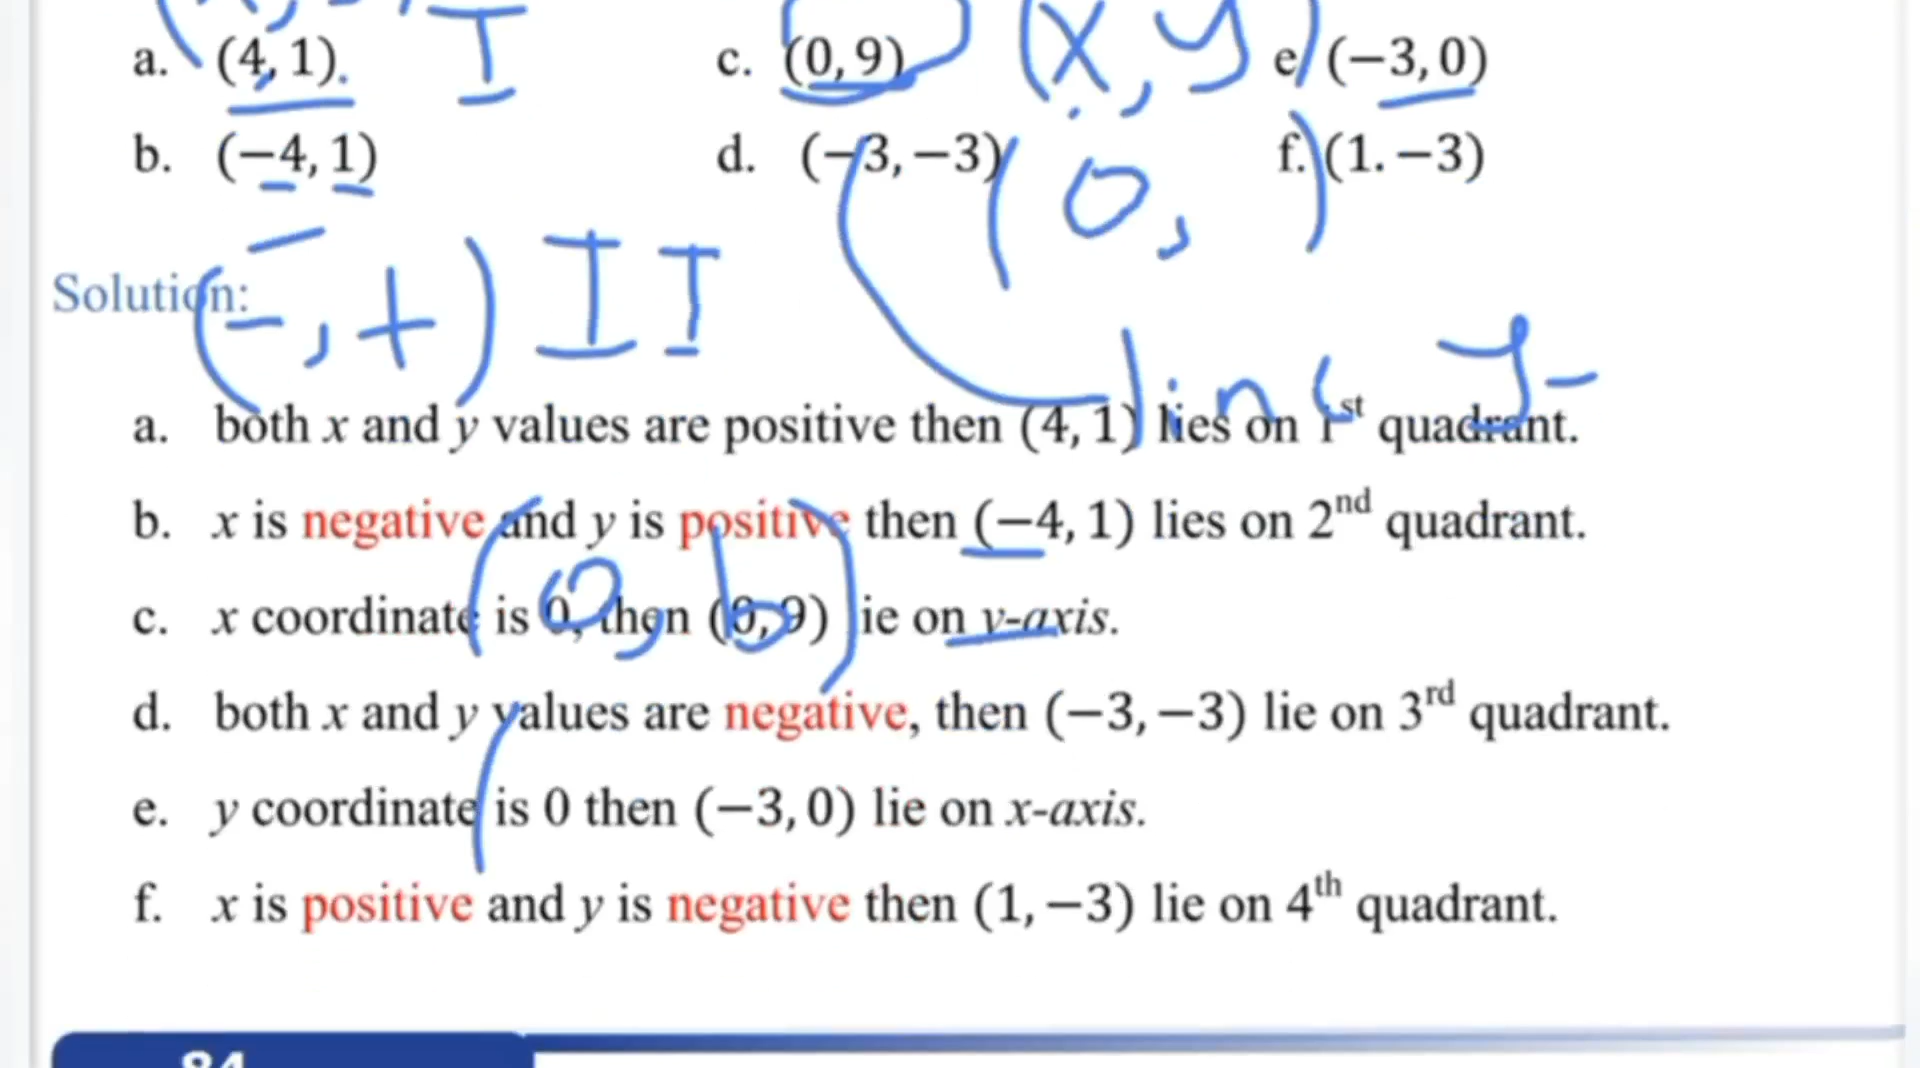 I
a. (4, 1). c. (0, 9) (x, y) e. (−3, 0)
b. (−4, 1) d. (−3, −3) (0, ) f. (1. −3)
Solution:
(−, +) II
line y-
a. both x and y values are positive then (4, 1) lies on 1st quadrant.
b. x is negative and y is positive then (−4, 1) lies on 2nd quadrant.
(0, b)
c. x coordinate is 0, then (0, 9) lie on y-axis.
d. both x and y values are negative, then (−3, −3) lie on 3rd quadrant.
e. y coordinate is 0 then (−3, 0) lie on x-axis.
f. x is positive and y is negative then (1, −3) lie on 4th quadrant.
84